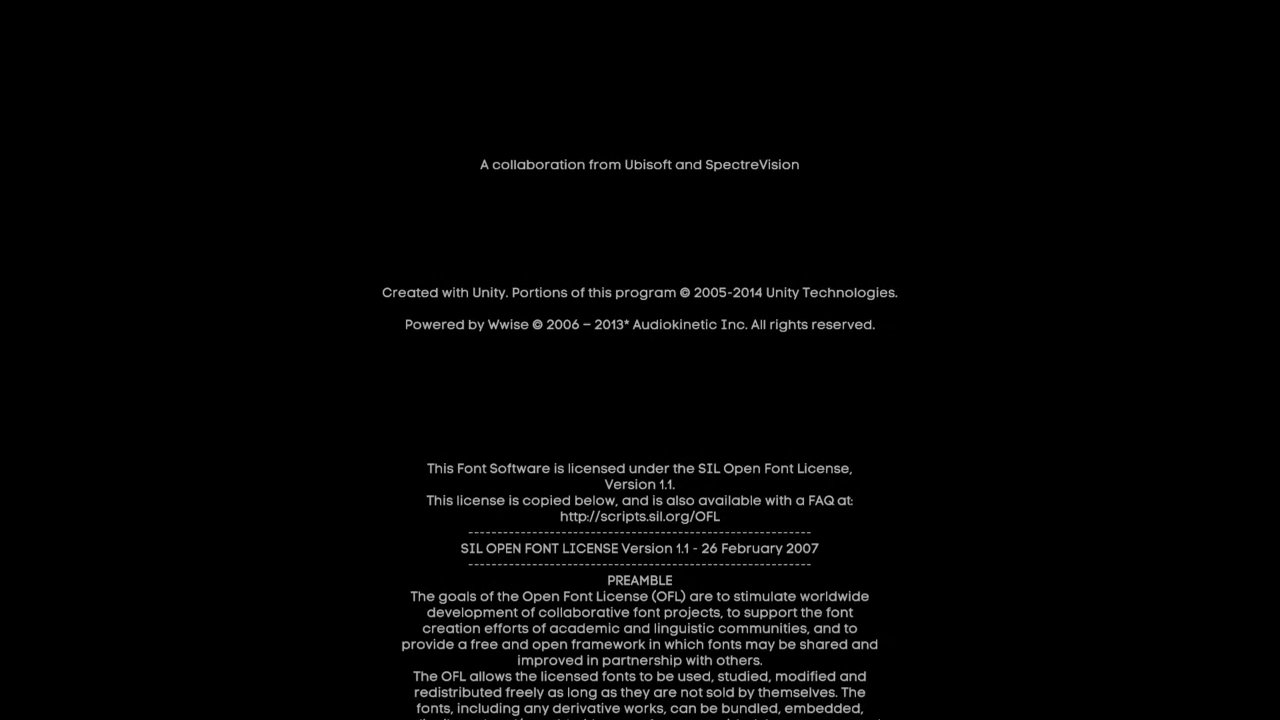 A collaboration from Ubisoft and SpectreVision
Created with Unity. Portions of this program © 2005-2014 Unity Technologies.
Powered by Wwise © 2006 – 2013* Audiokinetic Inc. All rights reserved.
This Font Software is licensed under the SIL Open Font License,
Version 1.1.
This license is copied below, and is also available with a FAQ at:
http://scripts.sil.org/OFL
-----------------------------------------------------------
SIL OPEN FONT LICENSE Version 1.1 - 26 February 2007
-----------------------------------------------------------
PREAMBLE
The goals of the Open Font License (OFL) are to stimulate worldwide
development of collaborative font projects, to support the font
creation efforts of academic and linguistic communities, and to
provide a free and open framework in which fonts may be shared and
improved in partnership with others.
The OFL allows the licensed fonts to be used, studied, modified and
redistributed freely as long as they are not sold by themselves. The
fonts, including any derivative works, can be bundled, embedded,